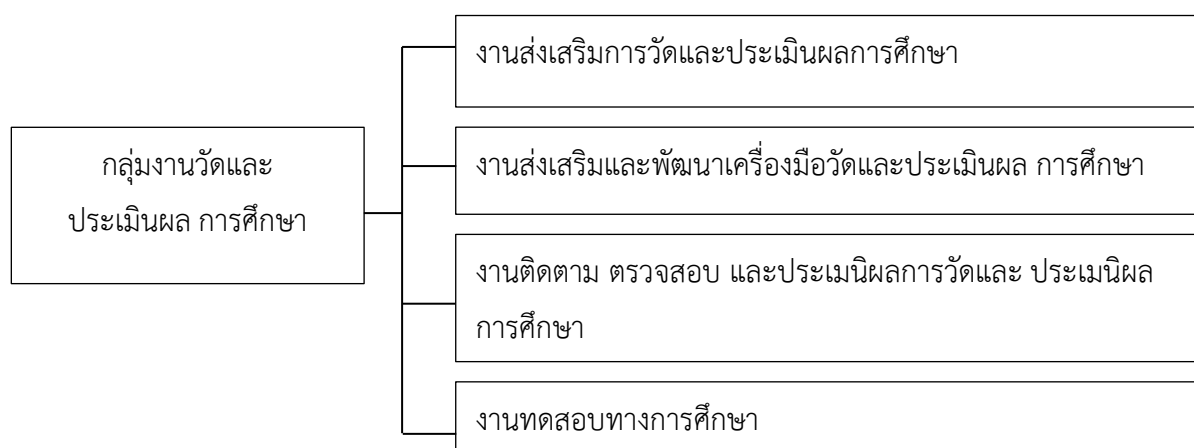 งานส่งเสริมการวัดและประเมินผลการศึกษา
กลุ่มงานวัดและ
ประเมินผล การศึกษา
งานส่งเสริมและพัฒนาเครื่องมือวัดและประเมินผล การศึกษา
งานติดตาม ตรวจสอบ และประเมนิผลการวัดและ ประเมนิผล
การศึกษา
งานทดสอบทางการศึกษา